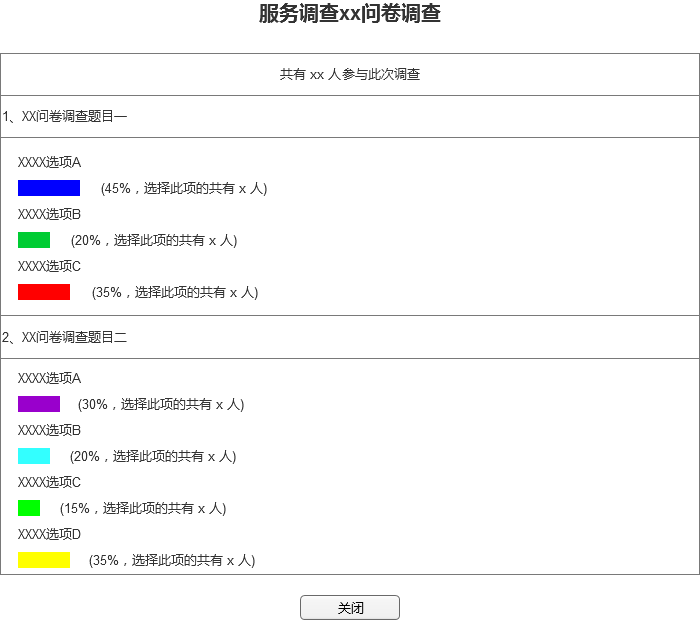 服务调查xx问卷调查
共有 xx 人参与此次调查
1、XX问卷调查题目一
XXXX选项A
(45%，选择此项的共有 x 人)
XXXX选项B
(20%，选择此项的共有 x 人)
XXXX选项C
(35%，选择此项的共有 x 人)
2、XX问卷调查题目二
XXXX选项A
(30%，选择此项的共有 x 人)
XXXX选项B
(20%，选择此项的共有 x 人)
XXXX选项C
(15%，选择此项的共有 x 人)
XXXX选项D
(35%，选择此项的共有 x 人)
关闭